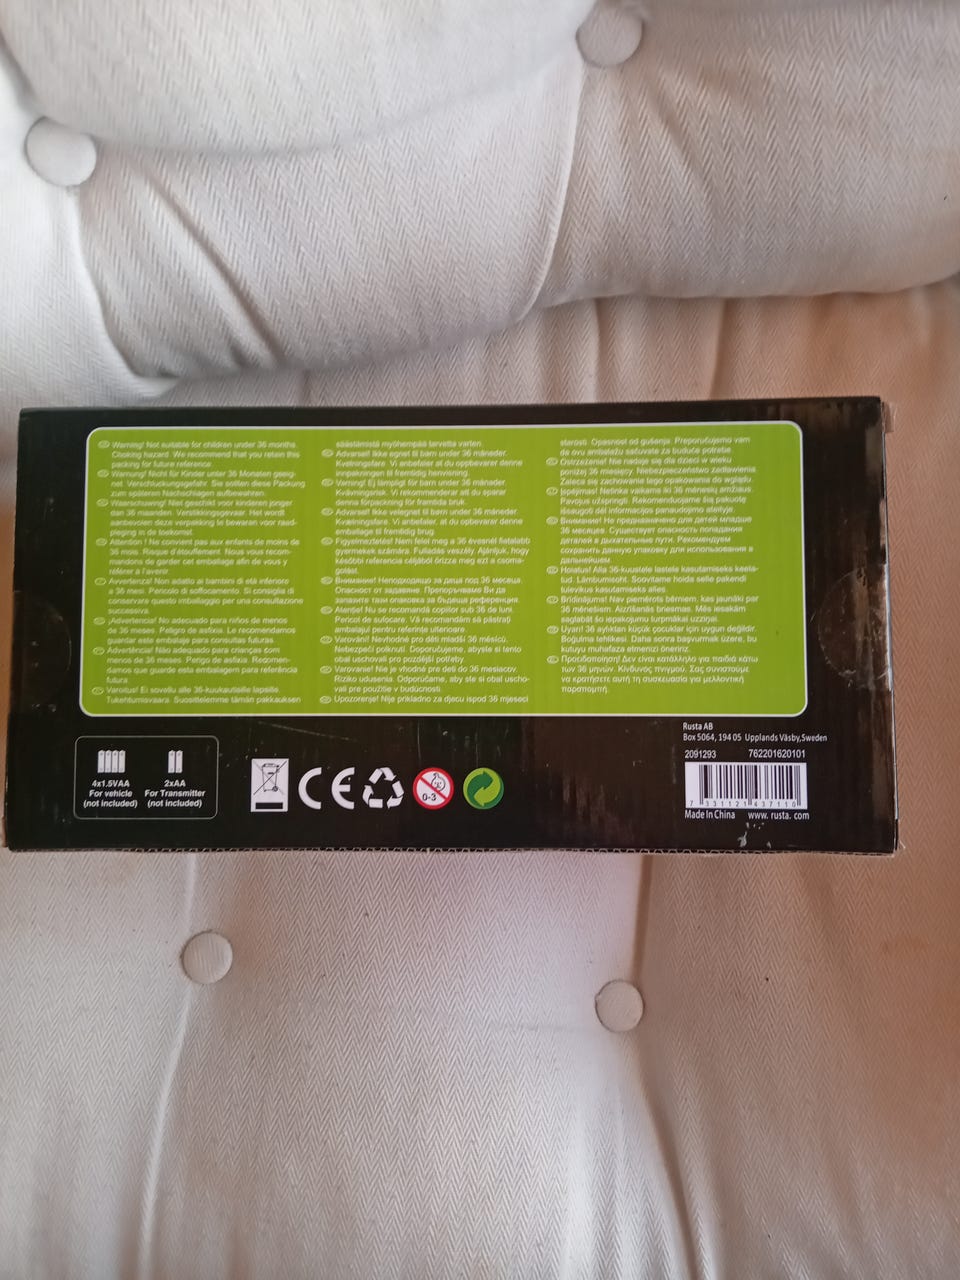 Warning! Not suitable for children under 36 months.
Choking hazard. We recommend that you retain this
packing for future reference.
Warnung! Nicht für Kinder unter 36 Monaten geeig-
net. Verschluckungsgefahr. Sie sollten diese Packung
zum späteren Nachschlagen aufbewahren.
Waarschuwing! Niet geschikt voor kinderen jonger
dan 36 maanden. Verstikkingsgevaar. Het wordt
aanbevolen deze verpakking te bewaren voor raad-
pleging in de toekomst.
Attention ! Ne convient pas aux enfants de moins de
36 mois. Risque d'étouffement. Nous vous recom-
mandons de garder cet emballage afin de vous y
référer à l'avenir
Avvertenza! Non adatto ai bambini di età inferiore
a 36 mesi. Pericolo di soffocamento. Si consiglia di
conservare questo imballaggio per una consultazione
successiva.
¡Advertencia! No adecuado para niños de menos
de 36 meses. Peligro de asfixia. Le recomendamos
guardar este embalaje para consultas futuras.
Advertência! Não adequado para crianças com
menos de 36 meses. Perigo de asfixia. Recomen-
damos que guarde esta embalagem para referência
futura.
Varoitus! Ei sovellu alle 36-kuukautisille lapsille.
Tukehtumisvaara. Suosittelemme tämän pakkauksen
säästämistä myöhempää tarvetta varten.
Advarsel! Ikke egnet til børn under 36 måneder.
Kvælningsfare. Vi anbefaler at du opbevarer denne
innpakningen til fremtidig henvisning.
Varning! Ej lämpligt för barn under 36 månader.
Kvävningsrisk. Vi rekommenderar att du sparar
denna förpackning för framtida bruk.
Advarsel! Ikke velegnet til børn under 36 måneder.
Kvælningsfare. Vi anbefaler, at du opbevarer denne
emballage til fremtidig brug
Figyelmeztetés! Nem felel meg a 36 évesnél fiatalabb
gyermekek számára. Fulladás veszély. Ajánljuk, hogy
későbbi referencia céljából őrizze meg ezt a csoma-
golást.
Внимание! Неподходящо за деца под 36 месеца.
Опасност от задавяне. Препоръчваме Ви да
запазите тази опаковка за бъдеща референция.
Atenție! Nu se recomandă copiilor sub 36 de luni.
Pericol de sufocare. Vă recomandăm să păstrați
ambalajul pentru referințe ulterioare
Varování! Nevhodné pro děti mladší 36 měsíců.
Nebezpečí polknutí. Doporučujeme, abyste si tento
obal uschovali pro pozdější potřeby.
Varovanie! Nie je vhodné pre deti do 36 mesiacov.
Riziko udusenia. Odporúčame, aby ste si obal uscho-
vali pre použitie v budúcnosti.
Upozorenje! Nije prikladno za djecu ispod 36 mjeseci
starosti. Opasnost od gušenja. Preporučujemo vam
da ovu ambalažu sačuvate za buduće potrebe.
Ostrzeżenie! Nie nadaje się dla dzieci w wieku
poniżej 36 miesięcy. Niebezpieczeństwo zadławienia.
Zaleca się zachowanie tego opakowania do wglądu.
Įspėjimas! Netinka vaikams iki 36 mėnesių amžiaus.
Pavojus užspringti. Rekomenduojame šią pakuotę
išsaugoti dėl informacijos panaudojimo ateityje.
Внимание! Не предназначено для детей младше
36 месяцев. Существует опасность попадания
деталей в дыхательные пути. Рекомендуем
сохранить данную упаковку для использования в
дальнейшем.
Hoiatus! Alla 36-kuustele lastele kasutamiseks keela-
tud. Lämbumisoht. Soovitame hoida selle pakendi
tulevikus kasutamiseks alles.
Brīdinājums! Nav piemērots bērniem, kas jaunāki par
36 mēnešiem. Aizrīšanās briesmas. Mēs iesakām
saglabāt šo iepakojumu turpmākai uzziņai.
Uyarı! 36 aylıktan küçük çocuklar için uygun değildir.
Boğulma tehlikesi. Daha sonra başvurmak üzere, bu
kutuyu muhafaza etmenizi öneririz.
Προειδοποίηση! Δεν είναι κατάλληλο για παιδιά κάτω
των 36 μηνών. Κίνδυνος πνιγμού. Σας συνιστούμε
να κρατήσετε αυτή τη συσκευασία για μελλοντική
παραπομπή.
4x1.5VAA
For vehicle
(not included)
2xAA
For Transmitter
(not included)
CE
0-3
Rusta AB
Box 5064, 194 05 Upplands Väsby,Sweden
2091293 762201620101
7 331121 437110
Made In China www. rusta. com